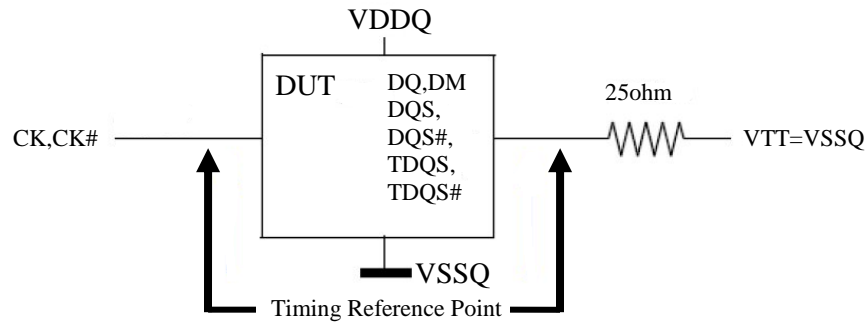 VDDQ
DUT
DQ,DM
DQS,
DQS#,
TDQS,
TDQS#
25ohm
CK,CK#
VTT=VSSQ
VSSQ
Timing Reference Point